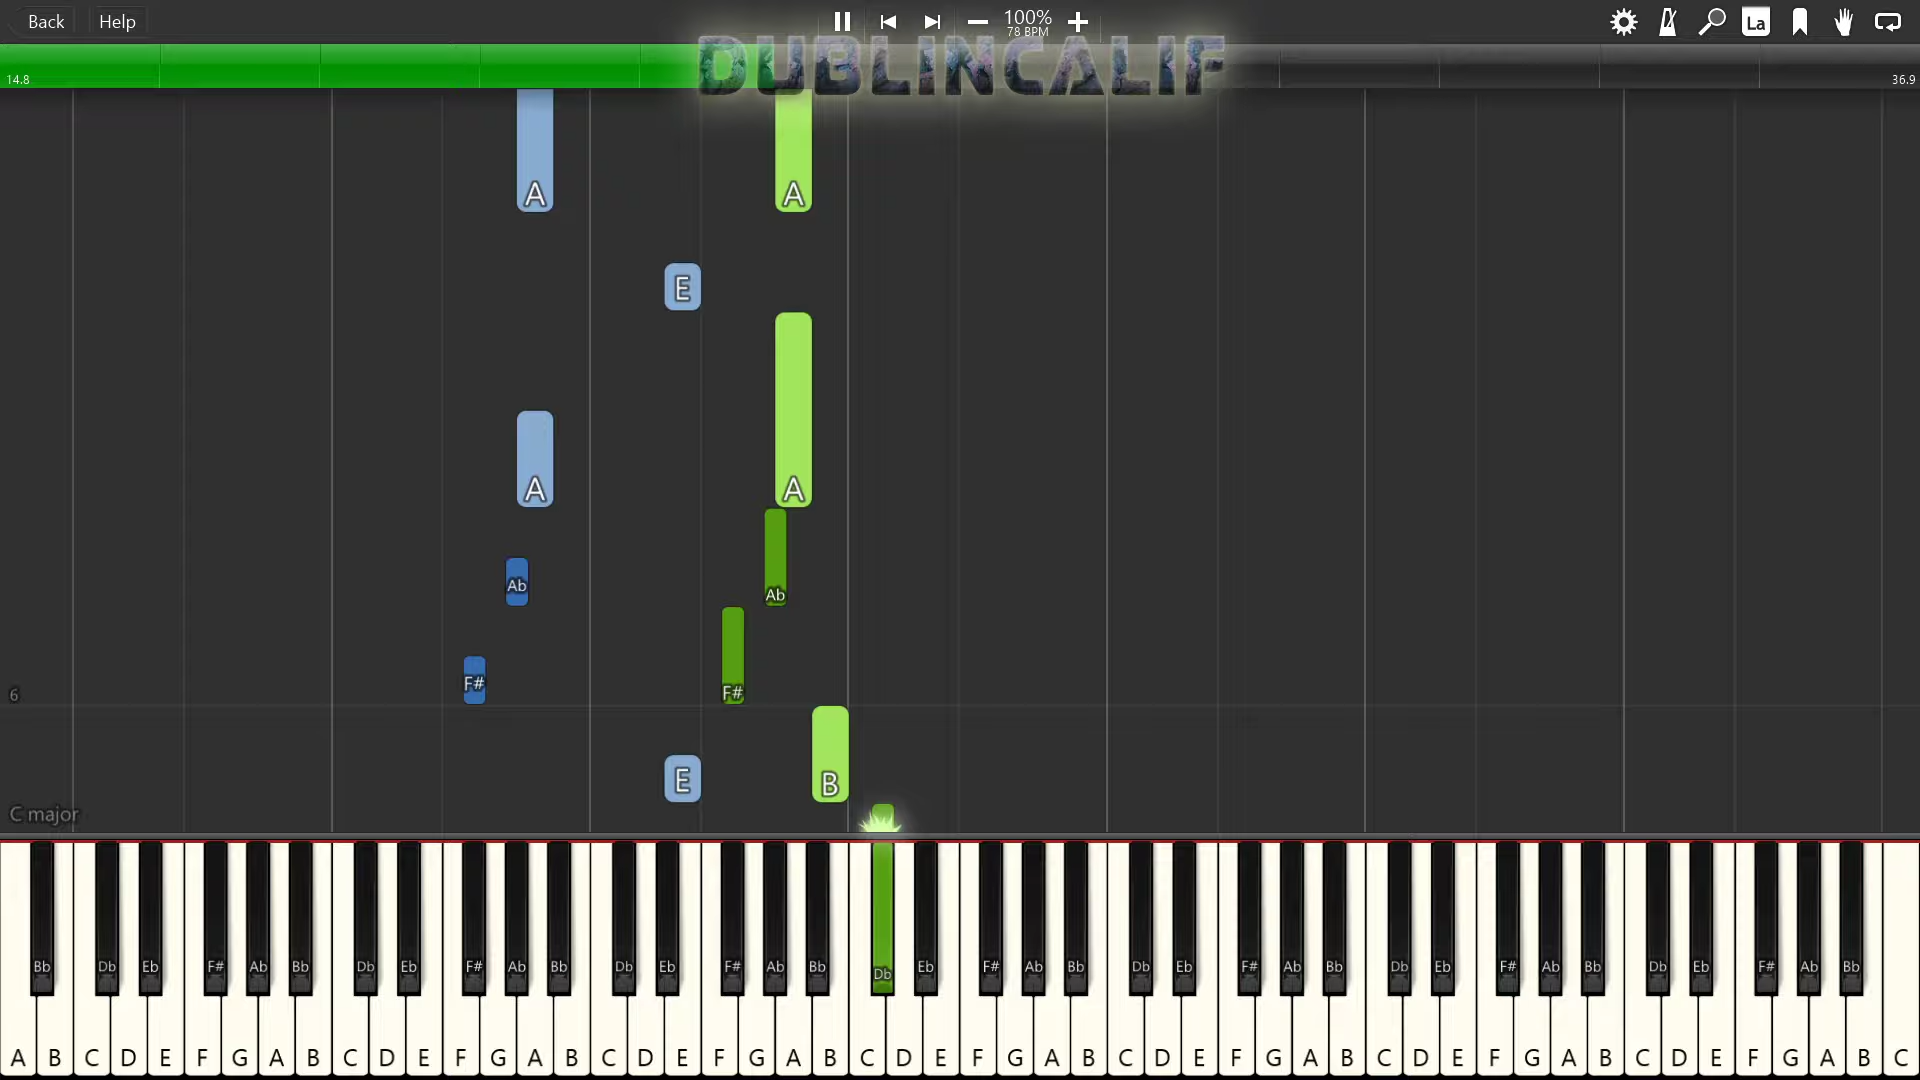 Back Help 100%
78 BPM
La
DUBLINCALIF
14.8 36.9
A A
E
A A
Ab Ab
F# F#
6
E B
C major
Bb Db Eb F# Ab Bb Db Eb F# Ab Bb Db Eb F# Ab Bb Db Eb F# Ab Bb Db Eb F# Ab Bb Db Eb F# Ab Bb Db Eb F# Ab Bb
A B C D E F G A B C D E F G A B C D E F G A B C D E F G A B C D E F G A B C D E F G A B C D E F G A B C